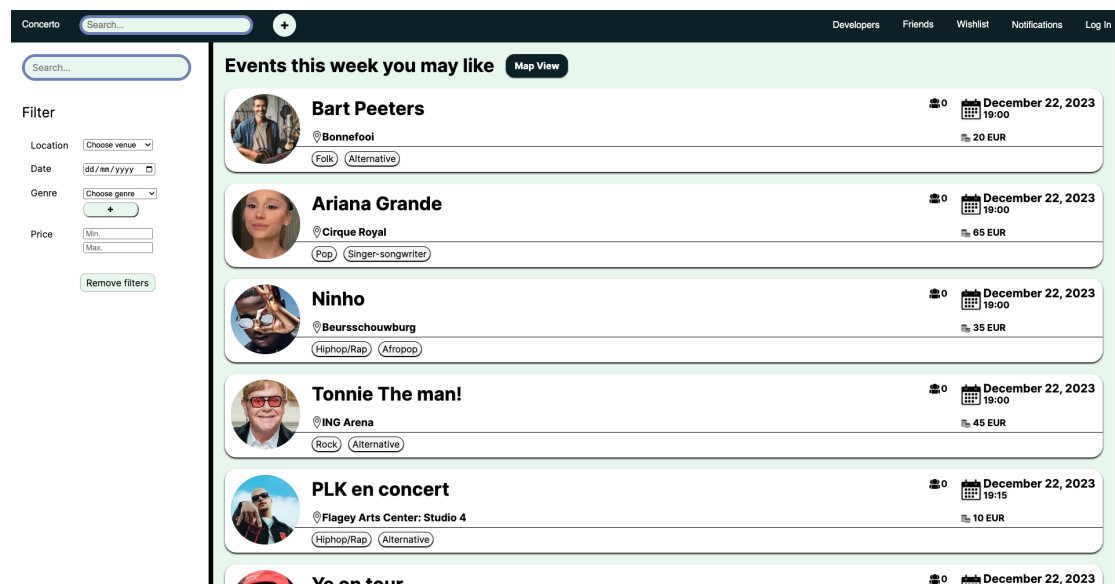 Concerto Search... + Developers Friends Wishlist Notifications Log In
Search...
Filter
Location Choose venue
Date dd/mm/yyyy
Genre Choose genre
+
Price Min.
Max.
Remove filters
Events this week you may like Map View
Bart Peeters 0 December 22, 2023
19:00
Bonnefooi 20 EUR
Folk Alternative
Ariana Grande 0 December 22, 2023
19:00
Cirque Royal 65 EUR
Pop Singer-songwriter
Ninho 0 December 22, 2023
19:00
Beursschouwburg 35 EUR
Hiphop/Rap Afropop
Tonnie The man! 0 December 22, 2023
19:00
ING Arena 45 EUR
Rock Alternative
PLK en concert 0 December 22, 2023
19:15
Flagey Arts Center: Studio 4 10 EUR
Hiphop/Rap Alternative
Ye on tour 0 December 22, 2023